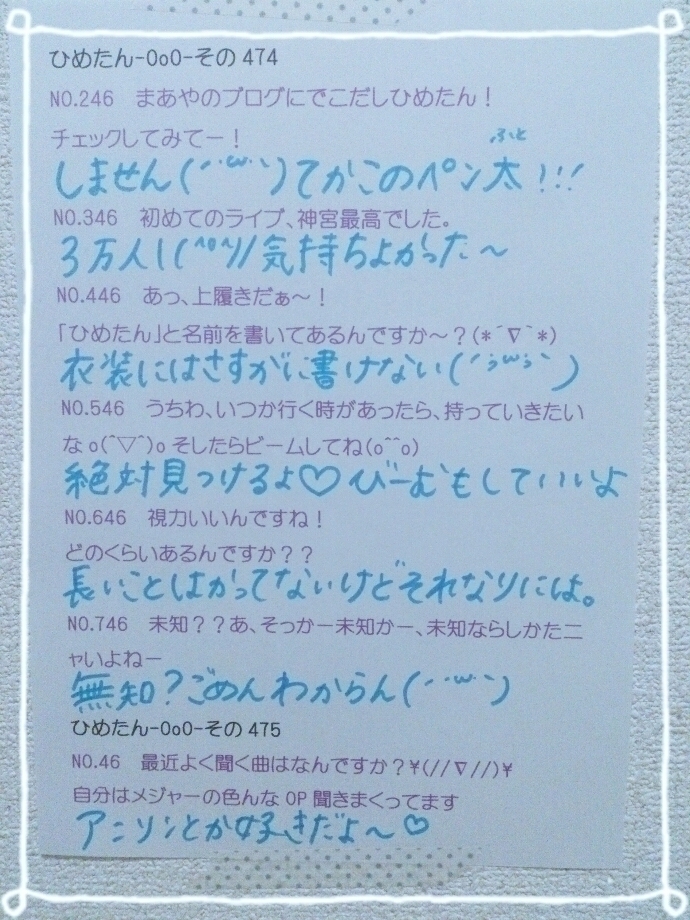 ひめたん-OoO-その474
NO.246　まあやのブログにでこだしひめたん！
チェックしてみてー！
ふと
しません(´･ω･`)てかこのペン太!!!
NO.346　初めてのライブ、神宮最高でした。
3万人!(^o^)/気持ちよかった～
NO.446　あっ、上履きだぁ～！
「ひめたん」と名前を書いてあるんですか～？(*´∇｀*)
衣装にはさすがに書けない(´･ω･`)
NO.546　うちわ、いつか行く時があったら、持っていきたい
なo(^▽^)oそしたらビームしてね(o^^o)
絶対見つけるよ♡びーむもしていいよ
NO.646　視力いいんですね！
どのくらいあるんですか？？
長いことはかってないけどそれなりには。
NO.746　未知？？あ、そっかー未知かー、未知ならしかたニ
ャいよねー
無知?ごめんわからん(´･ω･`)
ひめたん-OoO-その475
NO.46　最近よく聞く曲はなんですか？¥(//∇//)¥
自分はメジャーの色んなOP聞きまくってます
アニソンとか好きだよ～♡